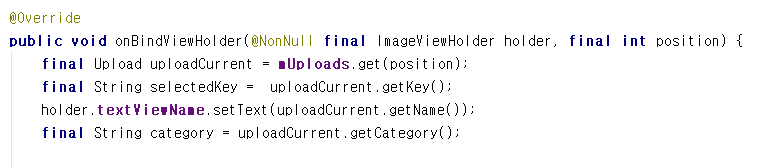 @Override
public void onBindViewHolder(@NonNull final ImageViewHolder holder, final int position) {
    final Upload uploadCurrent = mUploads.get(position);
    final String selectedKey =  uploadCurrent.getKey();
    holder.textViewName.setText(uploadCurrent.getName());
    final String category = uploadCurrent.getCategory();